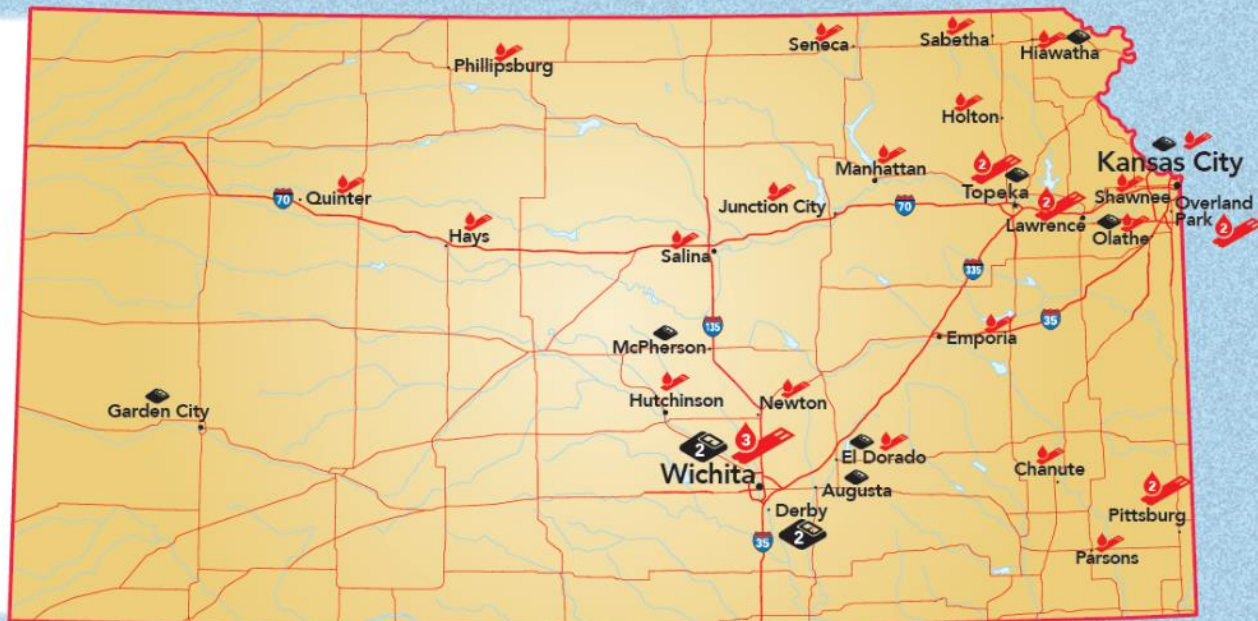 Seneca
Sabetha
Hiawatha
Phillipsburg
Holton
Kansas City
Manhattan
2
Topeka
Shawnee
70
Quinter
Junction City
70
2
Lawrence
Overland
Park
Olathe
2
Hays
Salina
335
135
35
McPherson
Emporia
Garden City
Hutchinson
Newton
2
3
Wichita
El Dorado
Chanute
Augusta
2
Pittsburg
Derby
35
2
Parsons